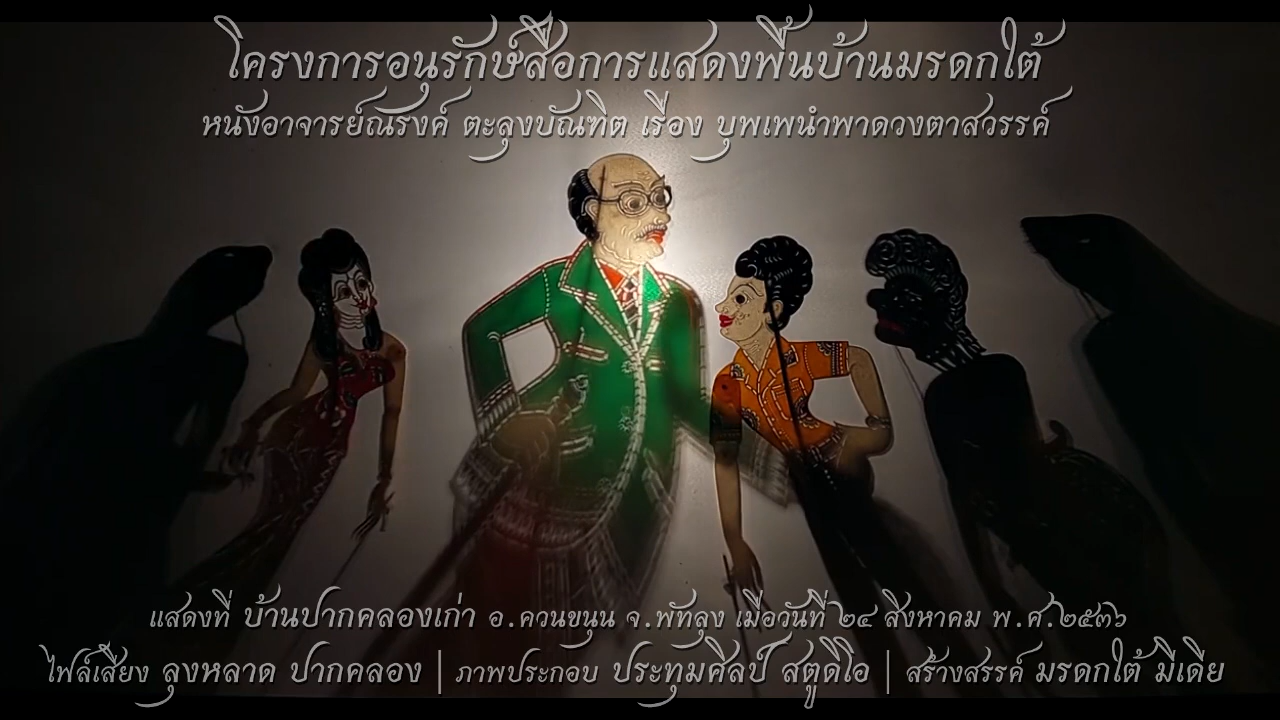 โครงการอนุรักษ์สื่อการแสดงพื้นบ้านมรดกใต้
หนังอาจารย์ณรงค์ ตะลุงบัณฑิต เรื่อง บุพเพนำพาดวงตาสวรรค์
แสดงที่ บ้านปากคลองเก่า อ.ควนขนุน จ.พัทลุง เมื่อวันที่ ๒๔ สิงหาคม พ.ศ.๒๕๓๖
ไฟล์เสียง ลุงหลาด ปากคลอง | ภาพประกอบ ประทุมศิลป์ สตูดิโอ | สร้างสรรค์ มรดกใต้ มีเดีย